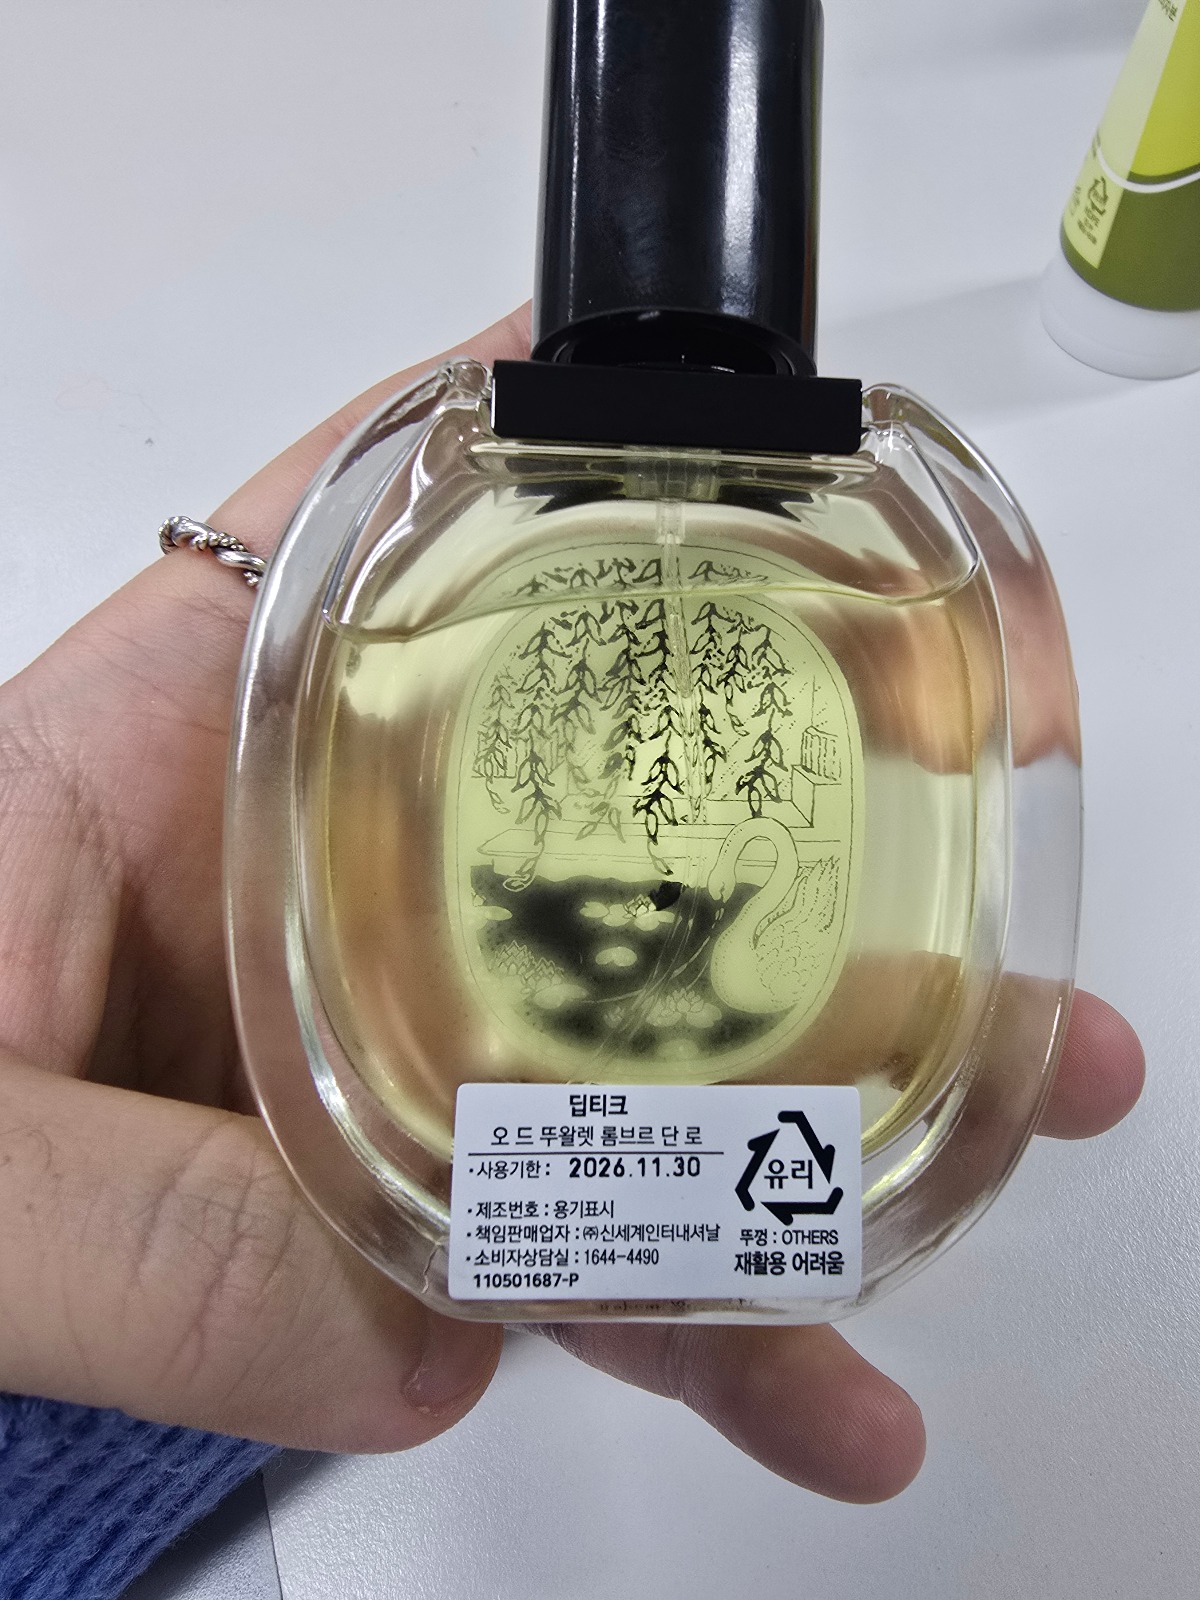 딥티크
오 드 뚜왈렛 롬브르 단 로
·사용기한 : 2026.11.30
·제조번호 : 용기표시
·책임판매업자 : ㈜신세계인터내셔날
·소비자상담실 : 1644-4490
110501687-P
유리
뚜껑 : OTHERS
재활용 어려움